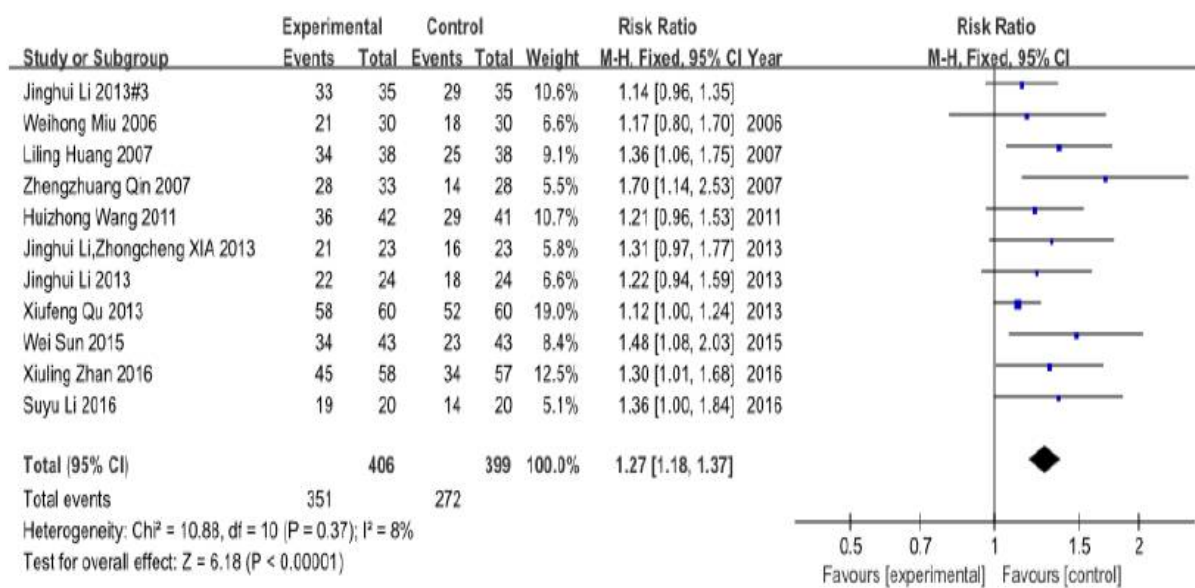 Experimental Control Risk Ratio Risk Ratio
Study or Subgroup Events Total Events Total Weight M-H, Fixed, 95% CI Year M-H, Fixed, 95% CI
Jinghui Li 2013#3 33 35 29 35 10.6% 1.14 [0.96, 1.35]
Weihong Miu 2006 21 30 18 30 6.6% 1.17 [0.80, 1.70] 2006
Liling Huang 2007 34 38 25 38 9.1% 1.36 [1.06, 1.75] 2007
Zhengzhuang Qin 2007 28 33 14 28 5.5% 1.70 [1.14, 2.53] 2007
Huizhong Wang 2011 36 42 29 41 10.7% 1.21 [0.96, 1.53] 2011
Jinghui Li,Zhongcheng XIA 2013 21 23 16 23 5.8% 1.31 [0.97, 1.77] 2013
Jinghui Li 2013 22 24 18 24 6.6% 1.22 [0.94, 1.59] 2013
Xiufeng Qu 2013 58 60 52 60 19.0% 1.12 [1.00, 1.24] 2013
Wei Sun 2015 34 43 23 43 8.4% 1.48 [1.08, 2.03] 2015
Xiuling Zhan 2016 45 58 34 57 12.5% 1.30 [1.01, 1.68] 2016
Suyu Li 2016 19 20 14 20 5.1% 1.36 [1.00, 1.84] 2016
Total (95% CI) 406 399 100.0% 1.27 [1.18, 1.37]
Total events 351 272
Heterogeneity: Chi² = 10.88, df = 10 (P = 0.37); I² = 8%
Test for overall effect: Z = 6.18 (P < 0.00001)
0.5 0.7 1 1.5 2
Favours [experimental] Favours [control]